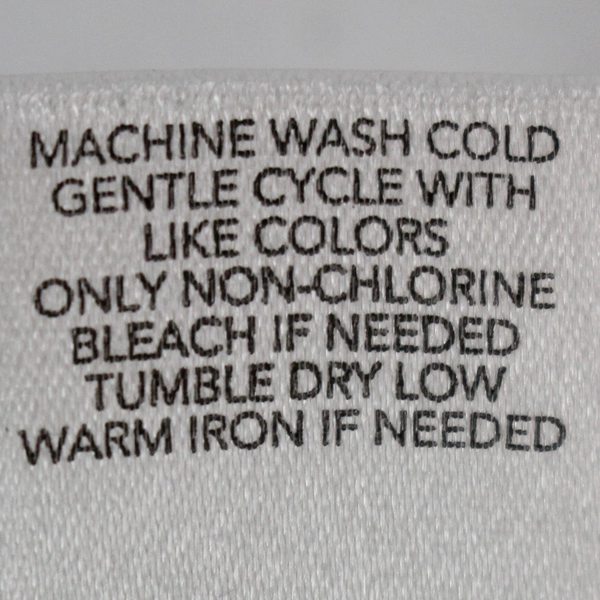 MACHINE WASH COLD
GENTLE CYCLE WITH
LIKE COLORS
ONLY NON-CHLORINE
BLEACH IF NEEDED
TUMBLE DRY LOW
WARM IRON IF NEEDED